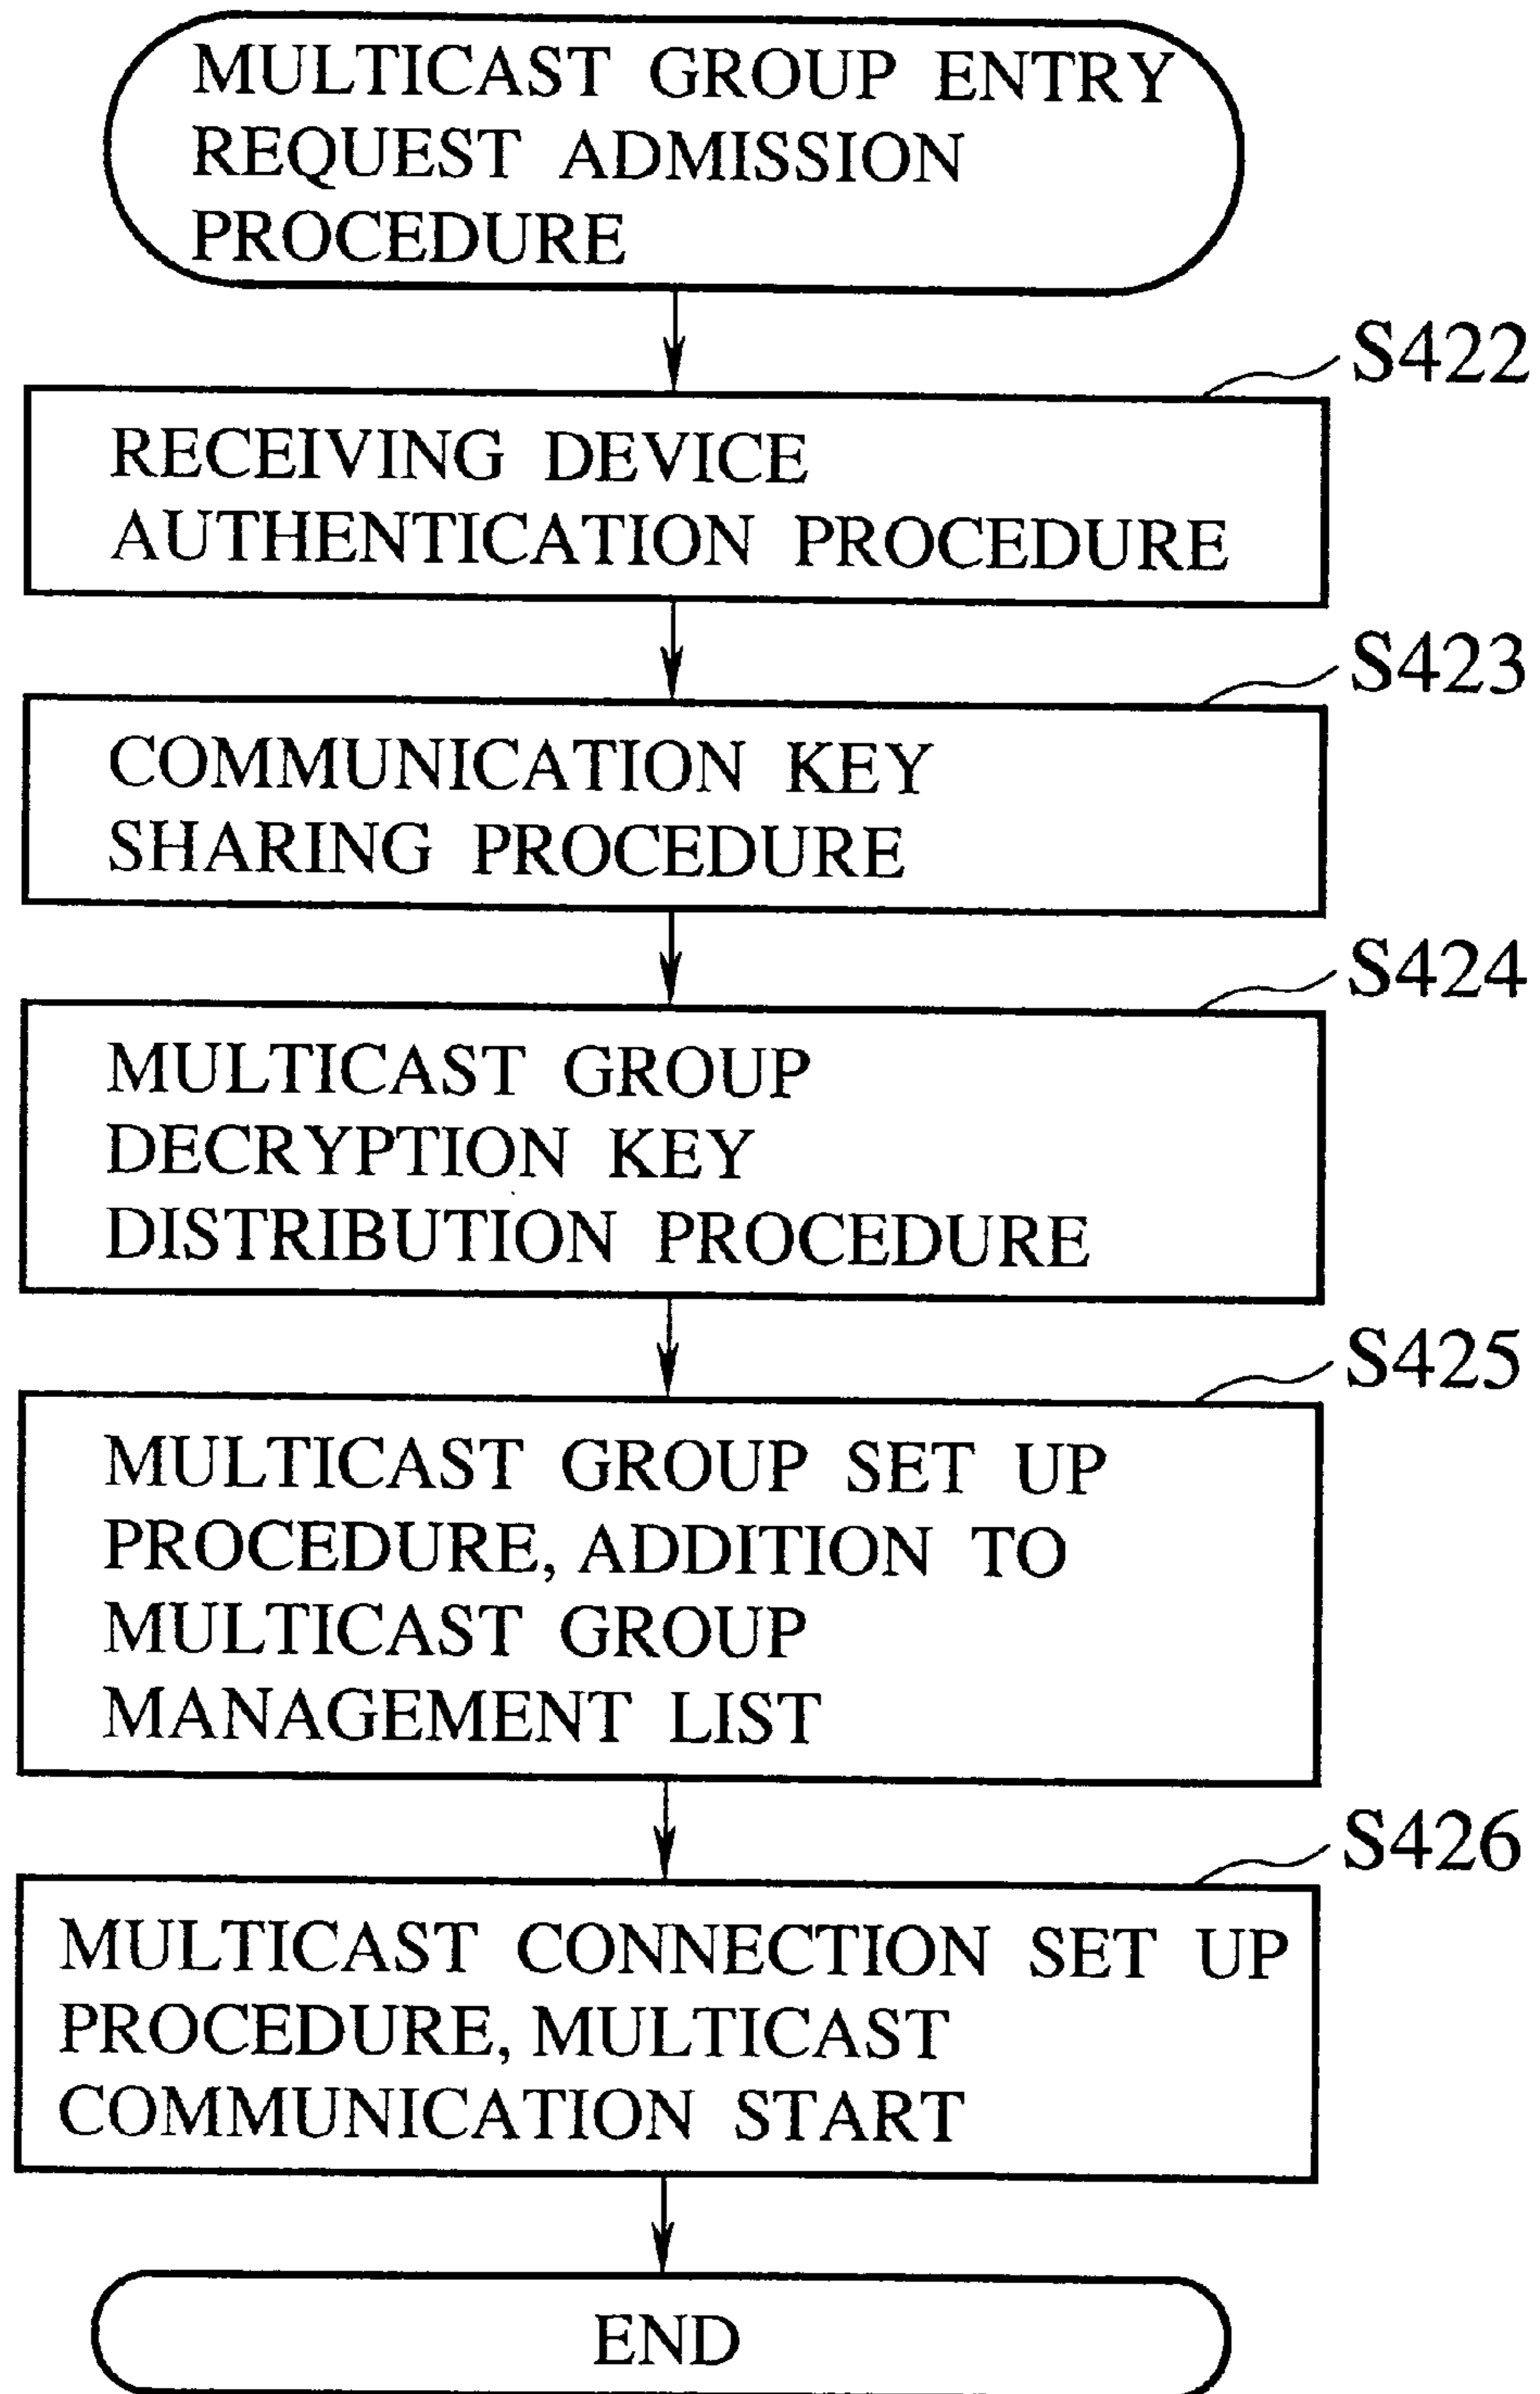 MULTICAST GROUP ENTRY
REQUEST ADMISSION
PROCEDURE
S422
RECEIVING DEVICE
AUTHENTICATION PROCEDURE
S423
COMMUNICATION KEY
SHARING PROCEDURE
S424
MULTICAST GROUP
DECRYPTION KEY
DISTRIBUTION PROCEDURE
S425
MULTICAST GROUP SET UP
PROCEDURE, ADDITION TO
MULTICAST GROUP
MANAGEMENT LIST
S426
MULTICAST CONNECTION SET UP
PROCEDURE, MULTICAST
COMMUNICATION START
END